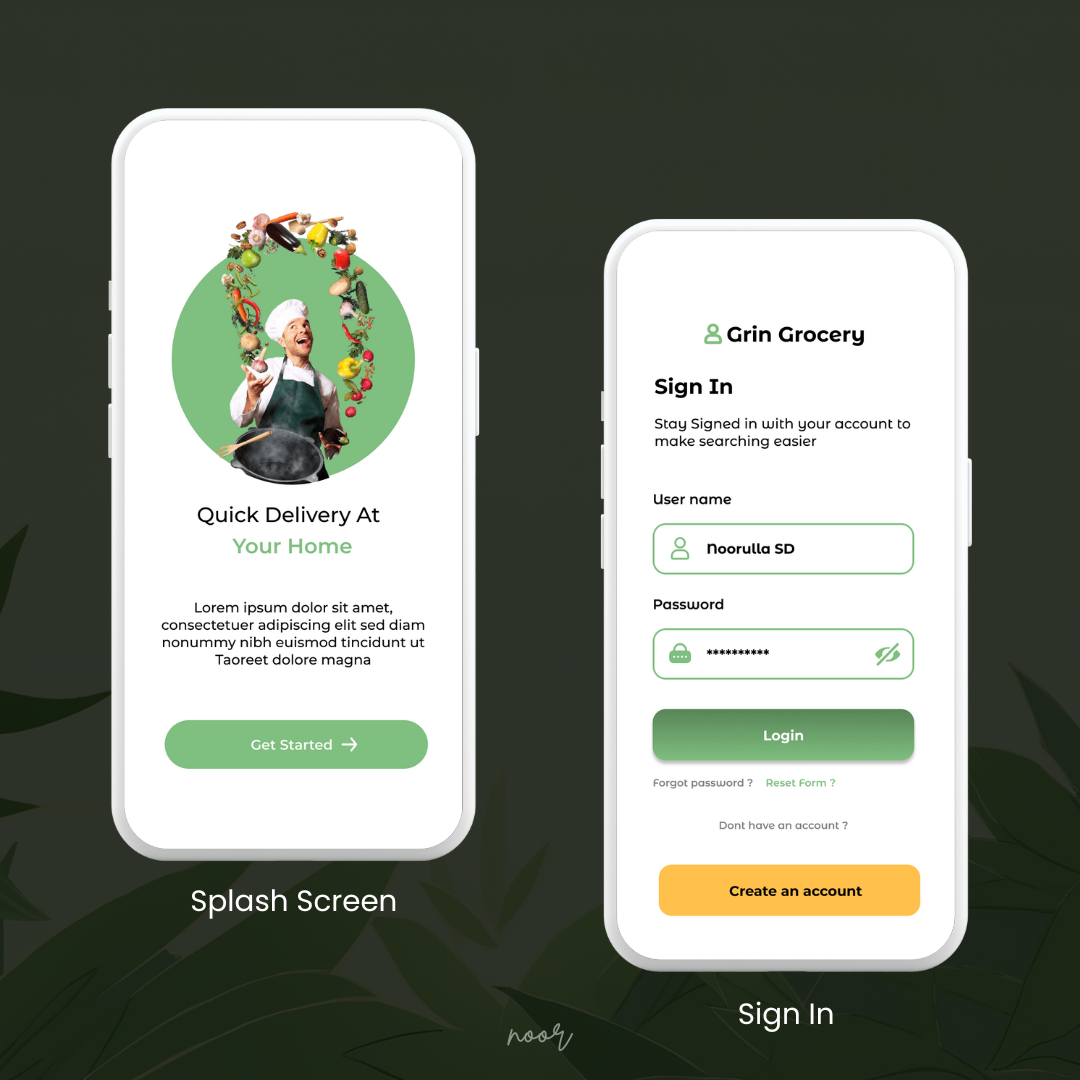 Quick Delivery At
Your Home
Lorem ipsum dolor sit amet,
consectetuer adipiscing elit sed diam
nonummy nibh euismod tincidunt ut
Taoreet dolore magna
Get Started
Splash Screen
Grin Grocery
Sign In
Stay Signed in with your account to
make searching easier
User name
Noorulla SD
Password
**********
Login
Forgot password ? Reset Form ?
Dont have an account ?
Create an account
Sign In
noor